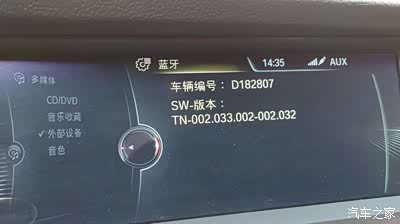 蓝牙
14:35
AUX
多媒体
CD/DVD
音乐收藏
✓外部设备
音色
车辆编号： D182807
SW-版本：
TN-002.033.002-002.032
汽车之家